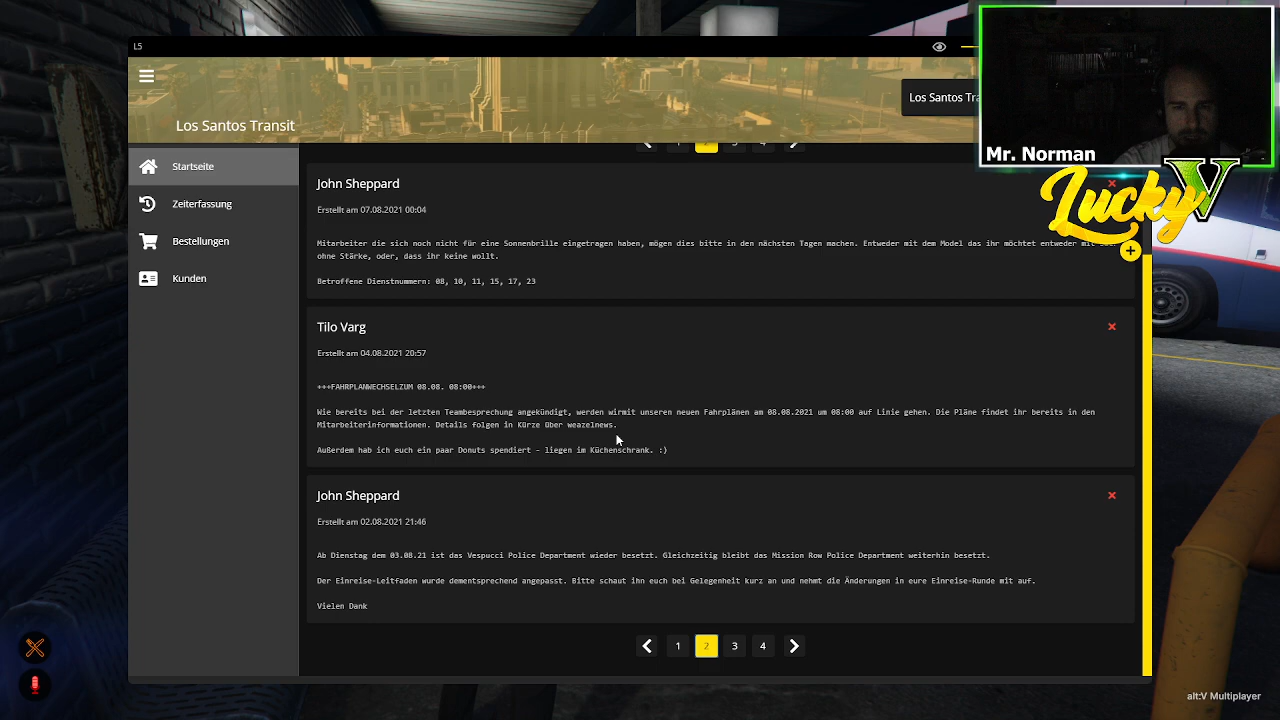 L5
Los Santos Transit
Los Santos Tra
Mr. Norman
LuckyV
Startseite
Zeiterfassung
Bestellungen
Kunden
1 2 3 4
John Sheppard
Erstellt am 07.08.2021 00:04
Mitarbeiter die sich noch nicht für eine Sonnenbrille eingetragen haben, mögen dies bitte in den nächsten Tagen machen. Entweder mit dem Model das ihr möchtet entweder mit
ohne Stärke, oder, dass ihr keine wollt.
Betroffene Dienstnummern: 08, 10, 11, 15, 17, 23
Tilo Varg
Erstellt am 04.08.2021 20:57
+++FAHRPLANWECHSELZUM 08.08. 08:00+++
Wie bereits bei der letzten Teambesprechung angekündigt, werden wirmit unseren neuen Fahrplänen am 08.08.2021 um 08:00 auf Linie gehen. Die Pläne findet ihr bereits in den
Mitarbeiterinformationen. Details folgen in Kürze über weazelnews.
Außerdem hab ich euch ein paar Donuts spendiert - liegen im Küchenschrank. :)
John Sheppard
Erstellt am 02.08.2021 21:46
Ab Dienstag dem 03.08.21 ist das Vespucci Police Department wieder besetzt. Gleichzeitig bleibt das Mission Row Police Department weiterhin besetzt.
Der Einreise-Leitfaden wurde dementsprechend angepasst. Bitte schaut ihn euch bei Gelegenheit kurz an und nehmt die Änderungen in eure Einreise-Runde mit auf.
Vielen Dank
1 2 3 4
alt:V Multiplayer